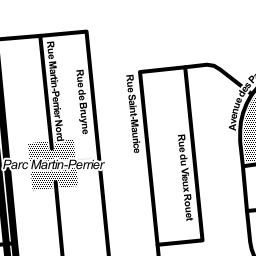 Rue Martin-Perrier Nord
Rue de Bruyne
Rue Saint-Maurice
Rue du Vieux Rouet
Avenue des
Parc Martin-Perrier